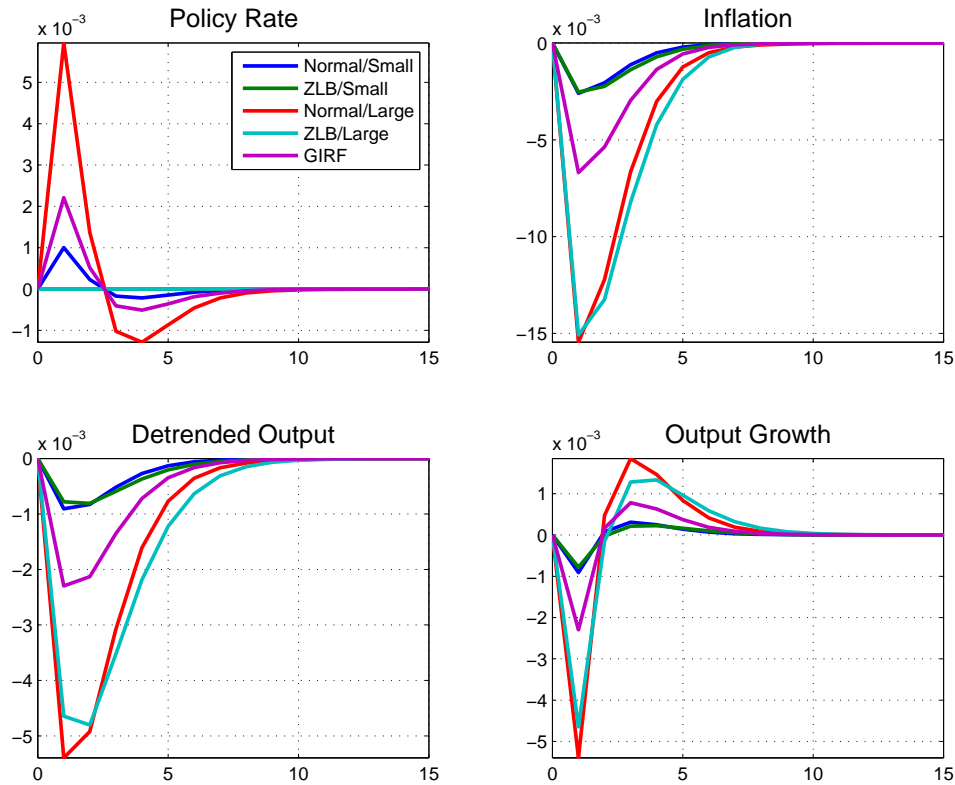 Policy Rate
x 10⁻³
5
4
3
2
1
0
−1
0 5 10 15
Normal/Small
ZLB/Small
Normal/Large
ZLB/Large
GIRF
Inflation
x 10⁻³
0
−5
−10
−15
0 5 10 15
Detrended Output
x 10⁻³
0
−1
−2
−3
−4
−5
0 5 10 15
Output Growth
x 10⁻³
1
0
−1
−2
−3
−4
−5
0 5 10 15